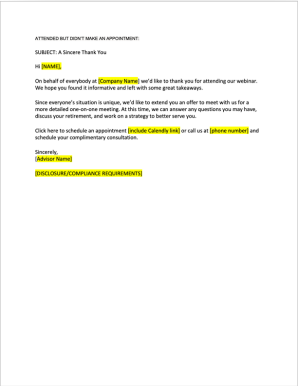 ATTENDED BUT DIDN'T MAKE AN APPOINTMENT:
SUBJECT: A Sincere Thank You
Hi [NAME],
On behalf of everybody at [Company Name] we'd like to thank you for attending our webinar.
We hope you found it informative and left with some great takeaways.
Since everyone's situation is unique, we'd like to extend you an offer to meet with us for a
more detailed one-on-one meeting. At this time, we can answer any questions you may have,
discuss your retirement, and work on a strategy to better serve you.
Click here to schedule an appointment [include Calendly link] or call us at [phone number] and
schedule your complimentary consultation.
Sincerely,
[Advisor Name]
[DISCLOSURE/COMPLIANCE REQUIREMENTS]